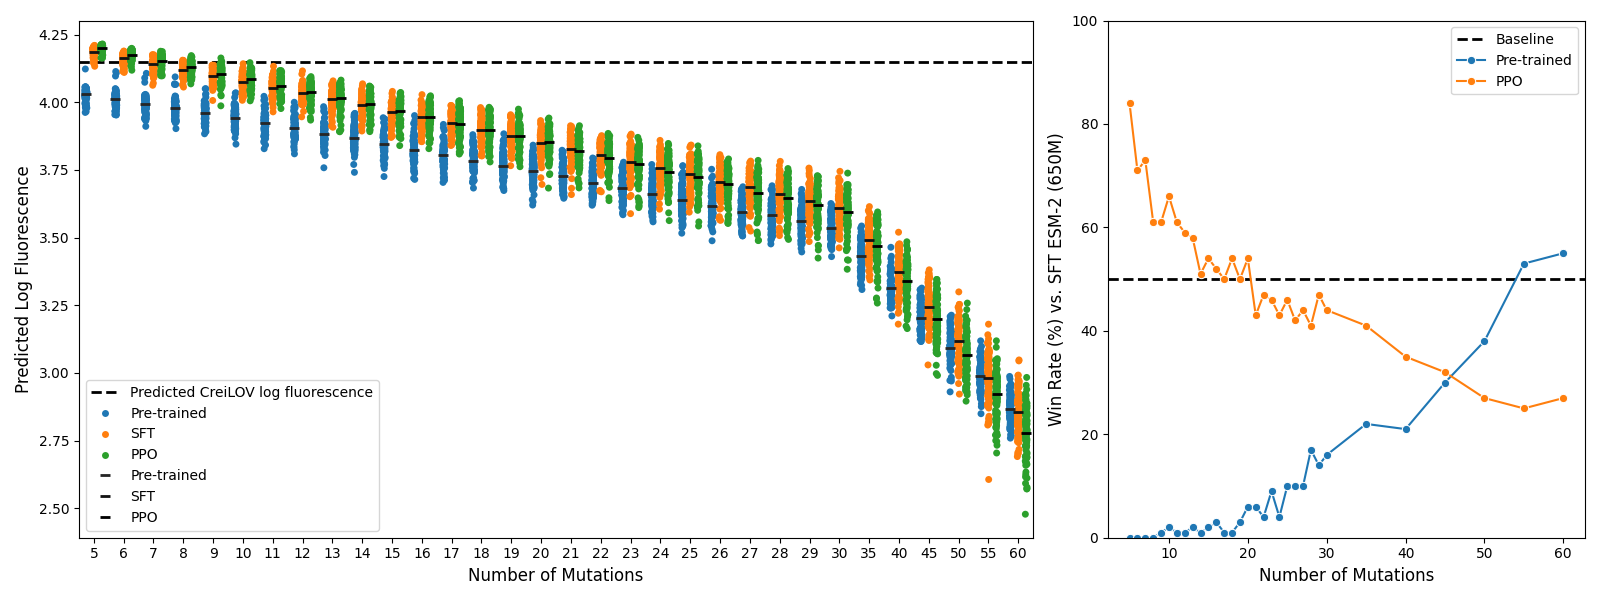 Predicted Log Fluorescence
4.25
4.00
3.75
3.50
3.25
3.00
2.75
2.50
Predicted CreiLOV log fluorescence
Pre-trained
SFT
PPO
Pre-trained
SFT
PPO
5 6 7 8 9 10 11 12 13 14 15 16 17 18 19 20 21 22 23 24 25 26 27 28 29 30 35 40 45 50 55 60
Number of Mutations
Win Rate (%) vs. SFT ESM-2 (650M)
100
80
60
40
20
0
Baseline
Pre-trained
PPO
10 20 30 40 50 60
Number of Mutations